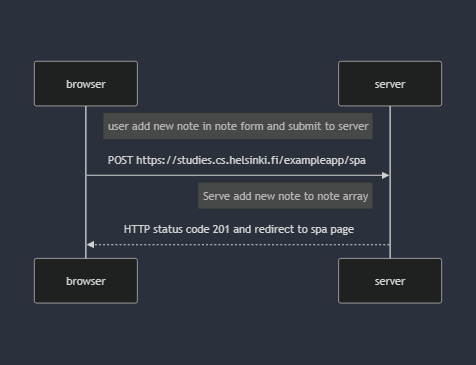 browser server
user add new note in note form and submit to server
POST https://studies.cs.helsinki.fi/exampleapp/spa
Serve add new note to note array
HTTP status code 201 and redirect to spa page
browser server